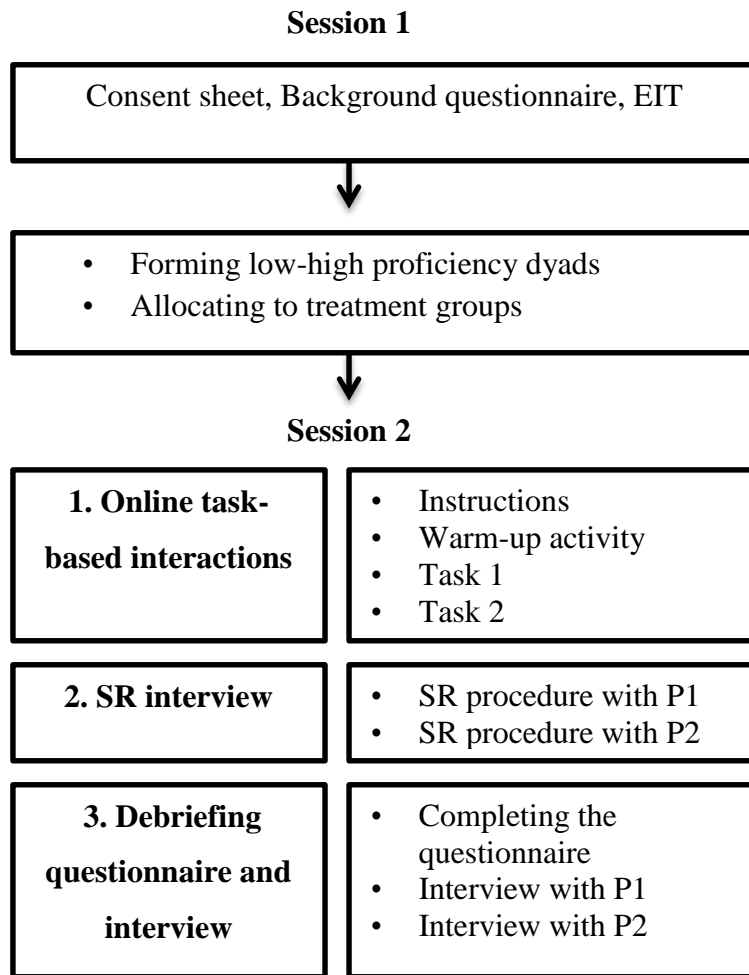 Session 1
Consent sheet, Background questionnaire, EIT
• Forming low-high proficiency dyads
• Allocating to treatment groups
Session 2
1. Online task-
based interactions
• Instructions
• Warm-up activity
• Task 1
• Task 2
2. SR interview
• SR procedure with P1
• SR procedure with P2
3. Debriefing
questionnaire and
interview
• Completing the
questionnaire
• Interview with P1
• Interview with P2